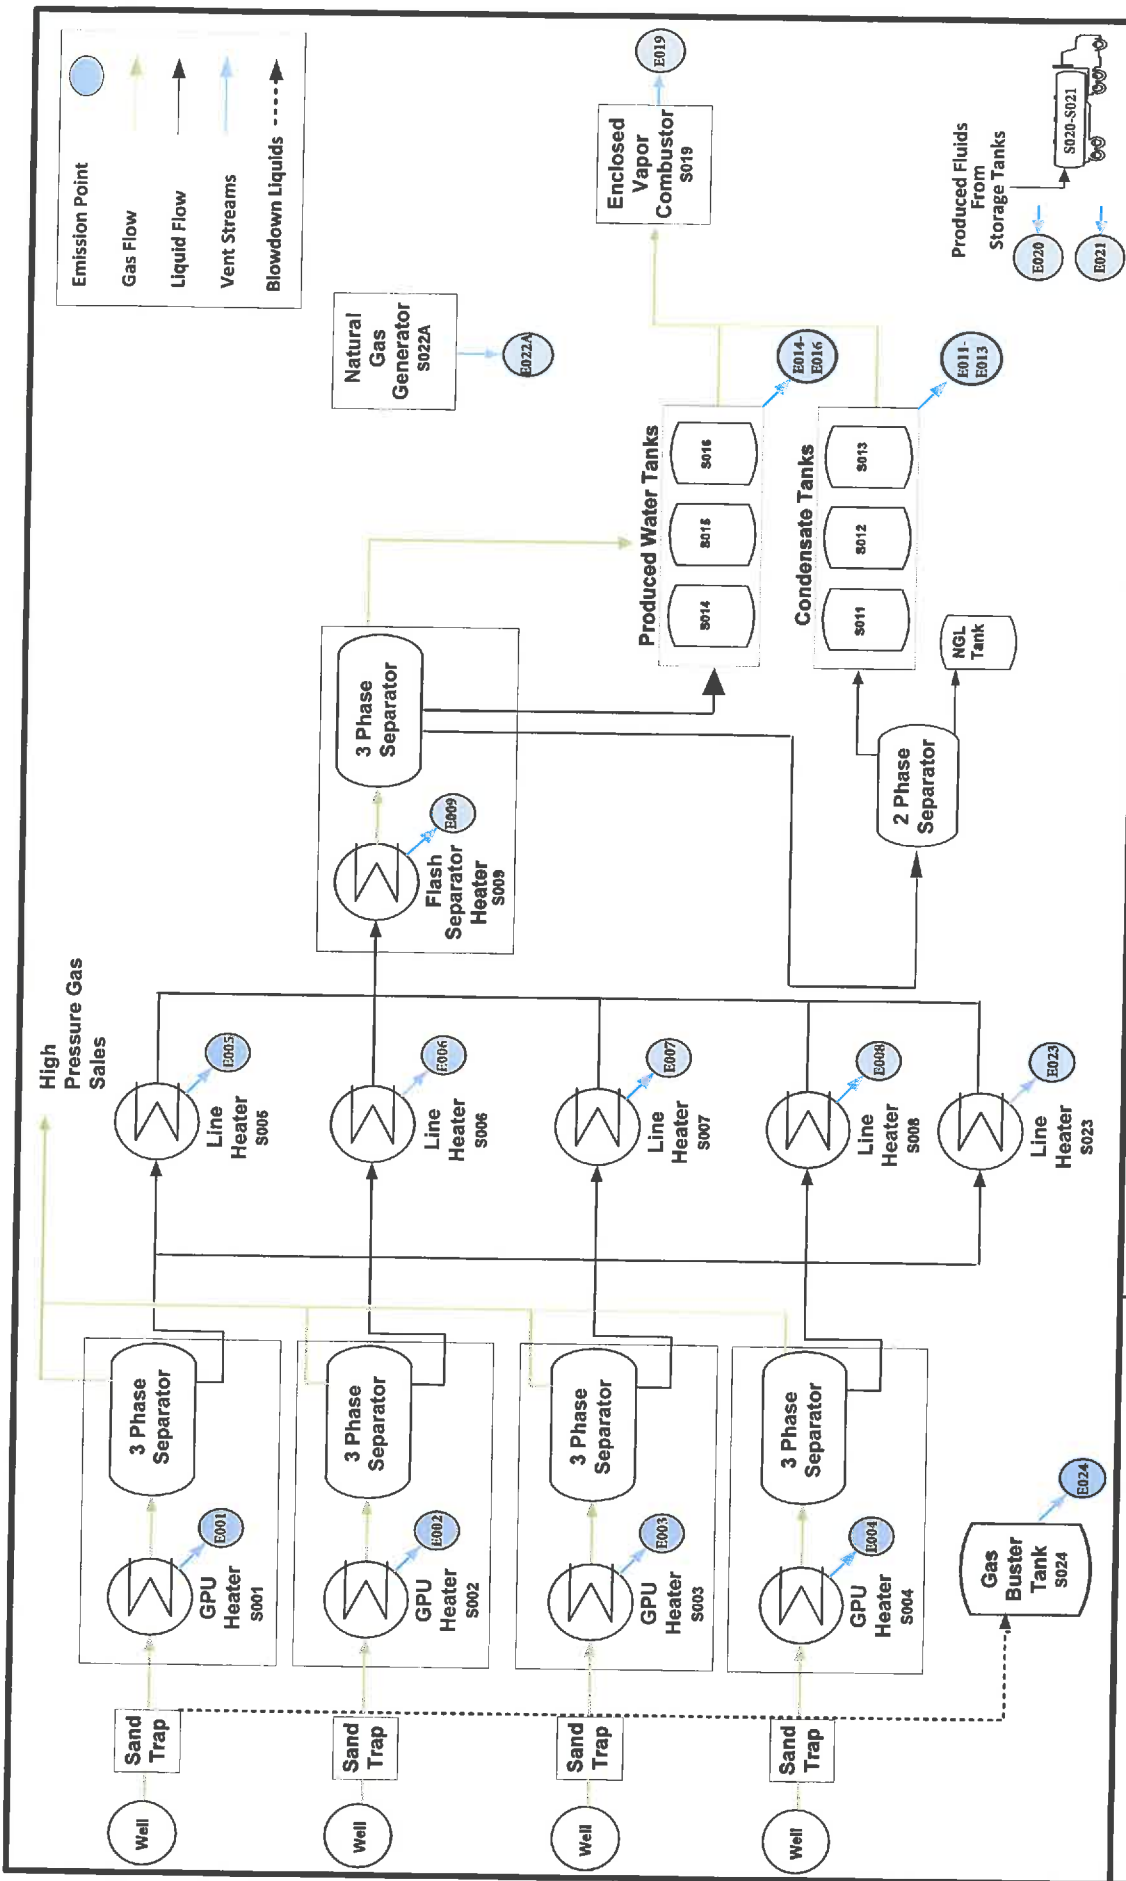 Emission Point
Gas Flow
Liquid Flow
Vent Streams
Blowdown Liquids
High
Pressure Gas
Sales
Well
Sand
Trap
GPU
Heater
S001
E001
3 Phase
Separator
Line
Heater
S005
E005
Well
Sand
Trap
GPU
Heater
S002
E002
3 Phase
Separator
Line
Heater
S006
E006
Well
Sand
Trap
GPU
Heater
S003
E003
3 Phase
Separator
Line
Heater
S007
E007
Well
Sand
Trap
GPU
Heater
S004
E004
3 Phase
Separator
Line
Heater
S008
E008
Line
Heater
S023
E023
Gas
Buster
Tank
S024
E024
Flash
Separator
Heater
S009
E009
3 Phase
Separator
Natural
Gas
Generator
S022A
E022A
Produced Water Tanks
S014
S015
S016
E014-
E016
Condensate Tanks
S011
S012
S013
E011-
E013
2 Phase
Separator
NGL
Tank
Enclosed
Vapor
Combustor
S019
E019
Produced Fluids
From
Storage Tanks
S020-S021
E020
E021